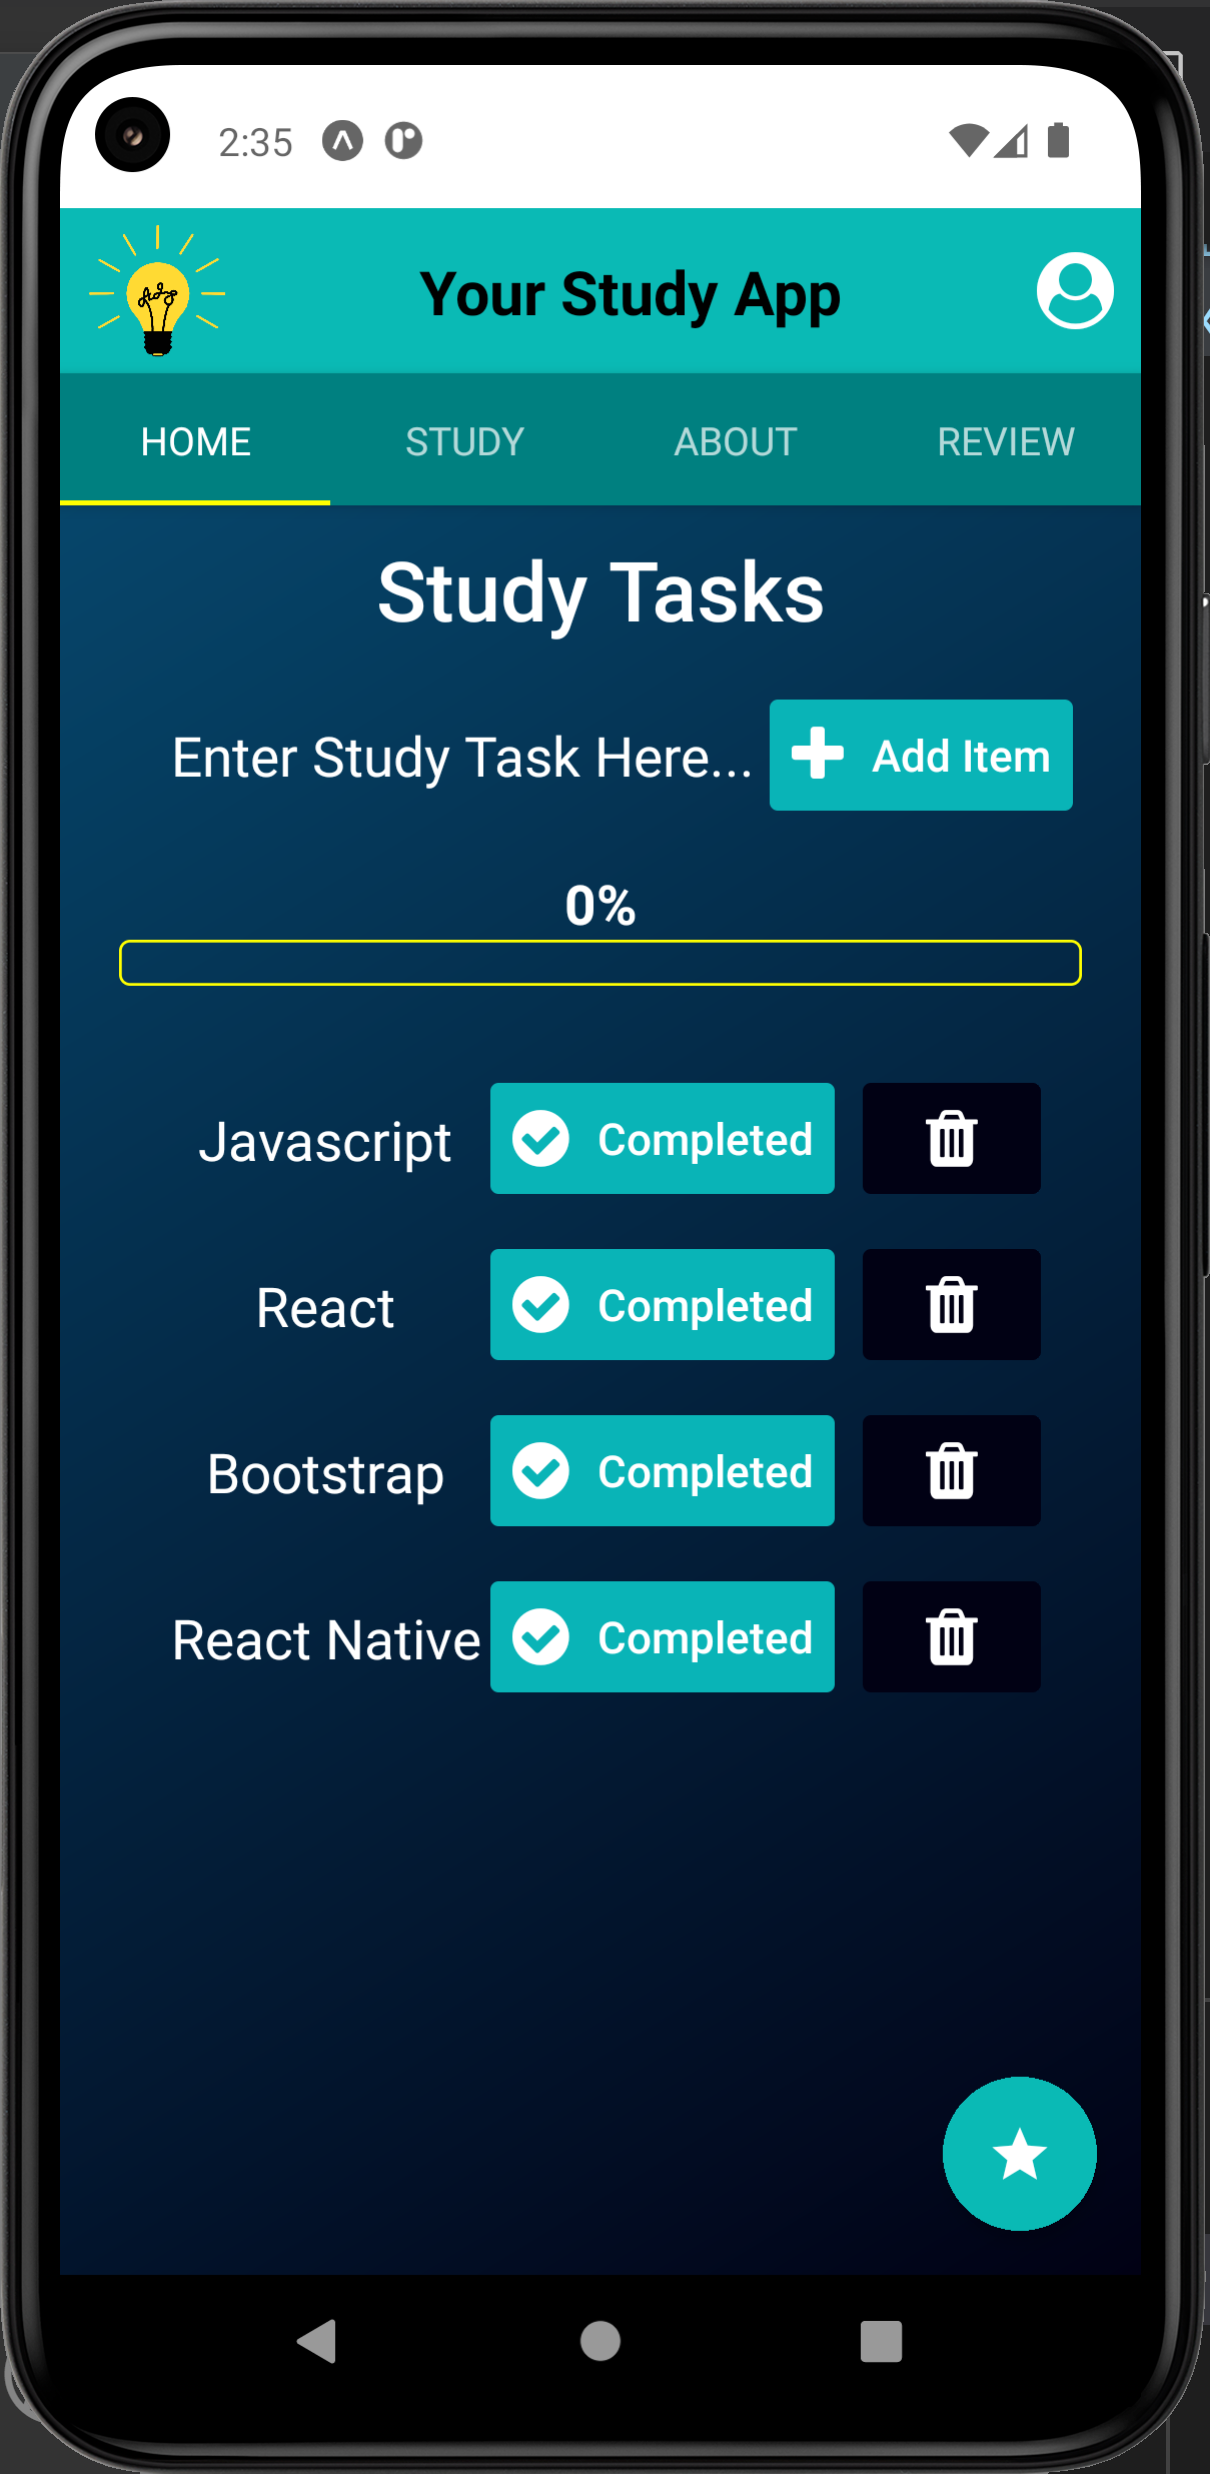 2:35
study
Your Study App
HOME STUDY ABOUT REVIEW
Study Tasks
Enter Study Task Here... Add Item
0%
Javascript Completed
React Completed
Bootstrap Completed
React Native Completed